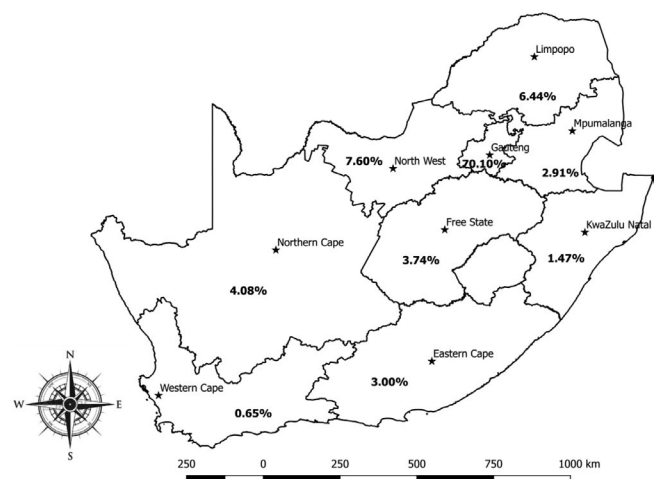 Limpopo
6.44%
Mpumalanga
Gauteng
7.60%
North West
70.10%
2.91%
Free State
KwaZulu Natal
Northern Cape
3.74%
1.47%
4.08%
N
Eastern Cape
Western Cape
3.00%
W
E
0.65%
S
250 0 250 500 750 1000 km